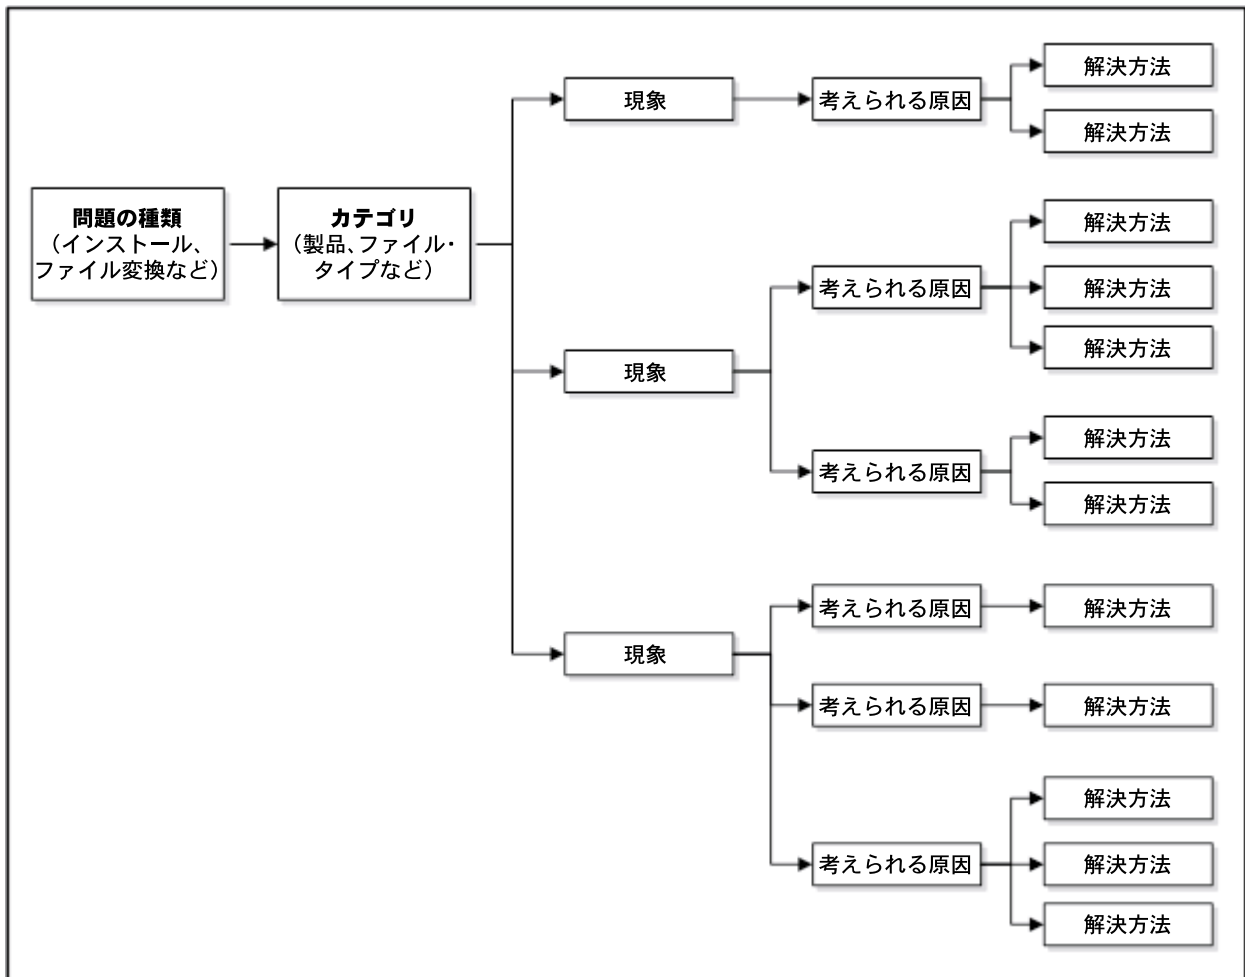 問題の種類
（インストール、
ファイル変換など）
カテゴリ
（製品、ファイル・
タイプなど）
現象
考えられる原因
解決方法
解決方法
現象
考えられる原因
解決方法
解決方法
解決方法
考えられる原因
解決方法
解決方法
現象
考えられる原因
解決方法
考えられる原因
解決方法
考えられる原因
解決方法
解決方法
解決方法